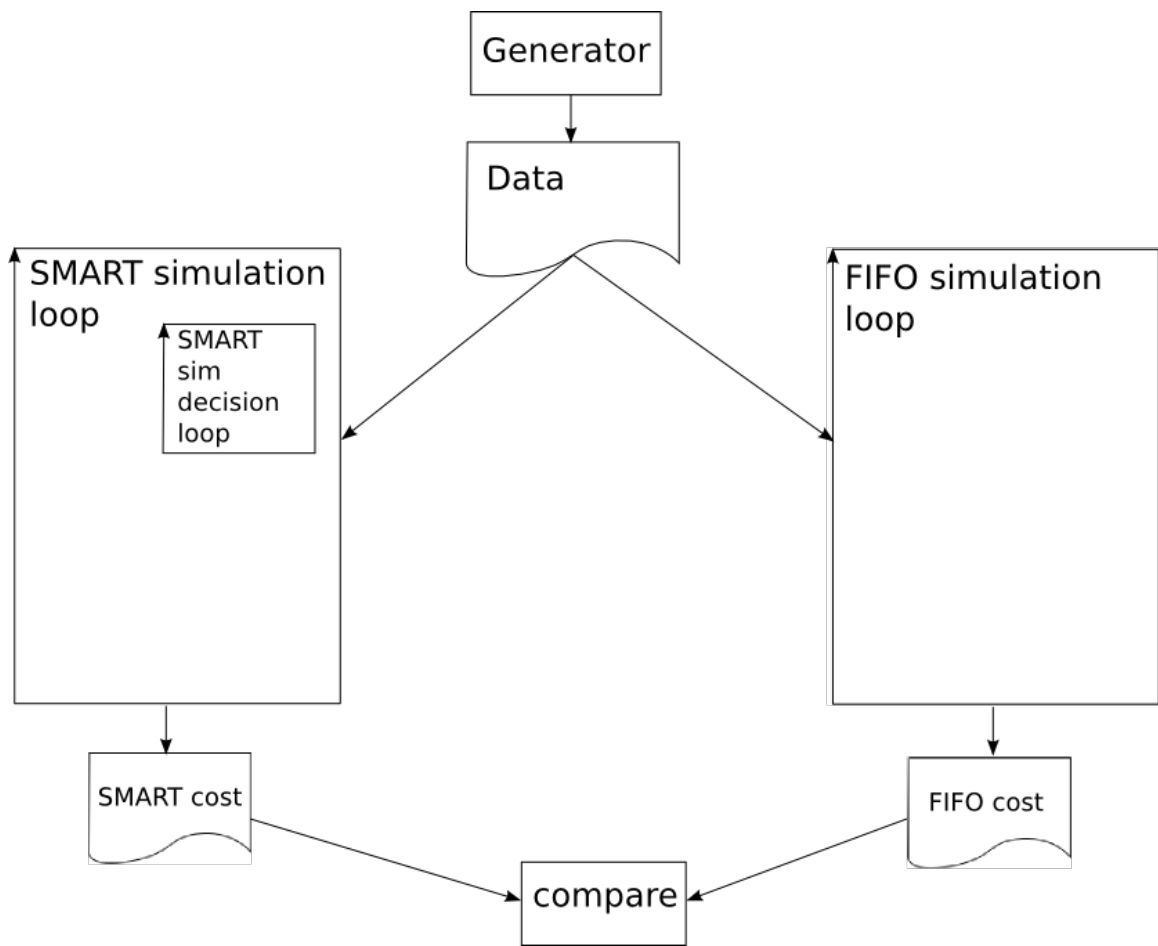 Generator
Data
SMART simulation
loop
SMART
sim
decision
loop
FIFO simulation
loop
SMART cost
FIFO cost
compare